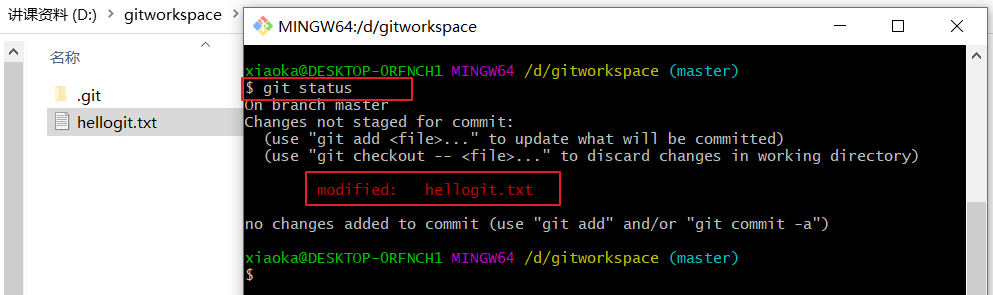 讲课资料 (D:) > gitworkspace >
名称
.git
hellogit.txt
MINGW64:/d/gitworkspace
xiaoka@DESKTOP-ORFNCH1 MINGW64 /d/gitworkspace (master)
$ git status
On branch master
Changes not staged for commit:
(use "git add <file>..." to update what will be committed)
(use "git checkout -- <file>..." to discard changes in working directory)
modified: hellogit.txt
no changes added to commit (use "git add" and/or "git commit -a")
xiaoka@DESKTOP-ORFNCH1 MINGW64 /d/gitworkspace (master)
$